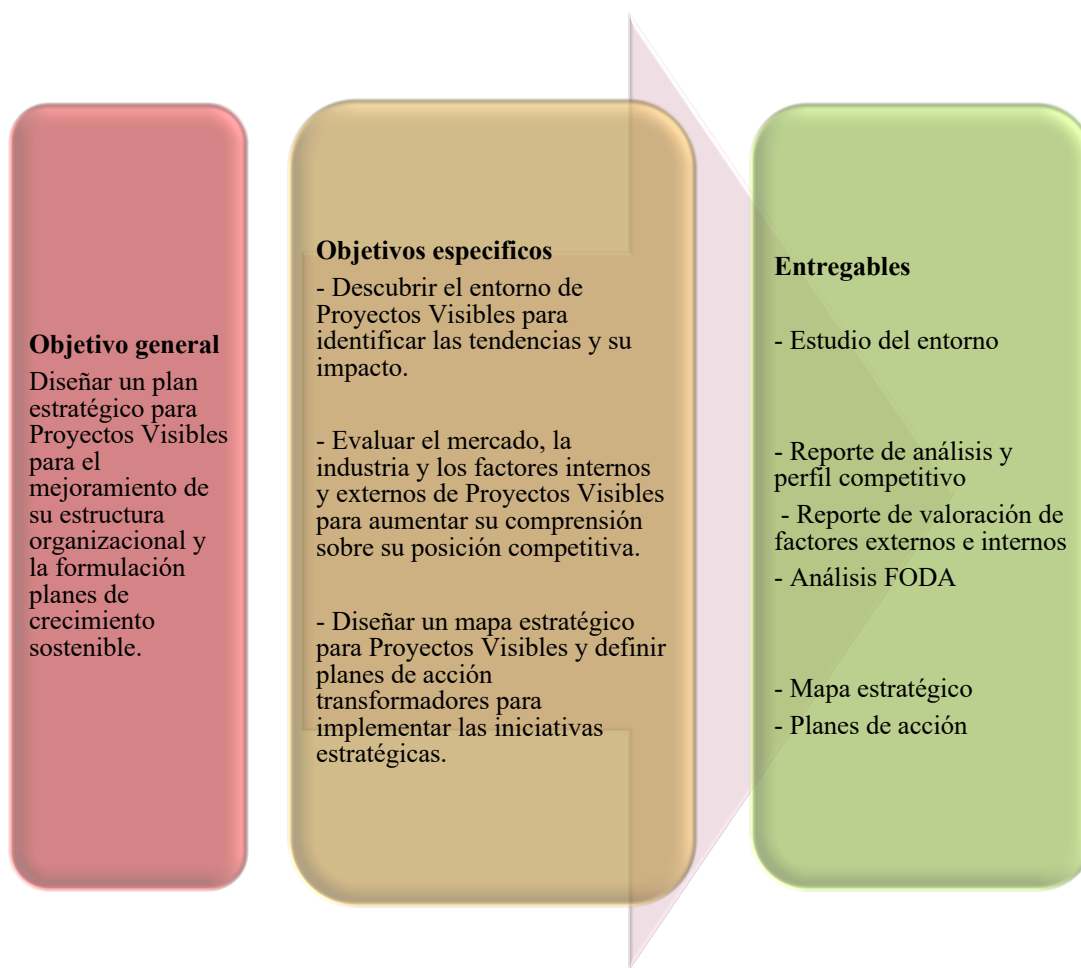 Objetivo general
Diseñar un plan
estratégico para
Proyectos Visibles
para el
mejoramiento de
su estructura
organizacional y
la formulación
planes de
crecimiento
sostenible.
Objetivos especificos
- Descubrir el entorno de
Proyectos Visibles para
identificar las tendencias y su
impacto.
- Evaluar el mercado, la
industria y los factores internos
y externos de Proyectos Visibles
para aumentar su comprensión
sobre su posición competitiva.
- Diseñar un mapa estratégico
para Proyectos Visibles y definir
planes de acción
transformadores para
implementar las iniciativas
estratégicas.
Entregables
- Estudio del entorno
- Reporte de análisis y
perfil competitivo
- Reporte de valoración de
factores externos e internos
- Análisis FODA
- Mapa estratégico
- Planes de acción